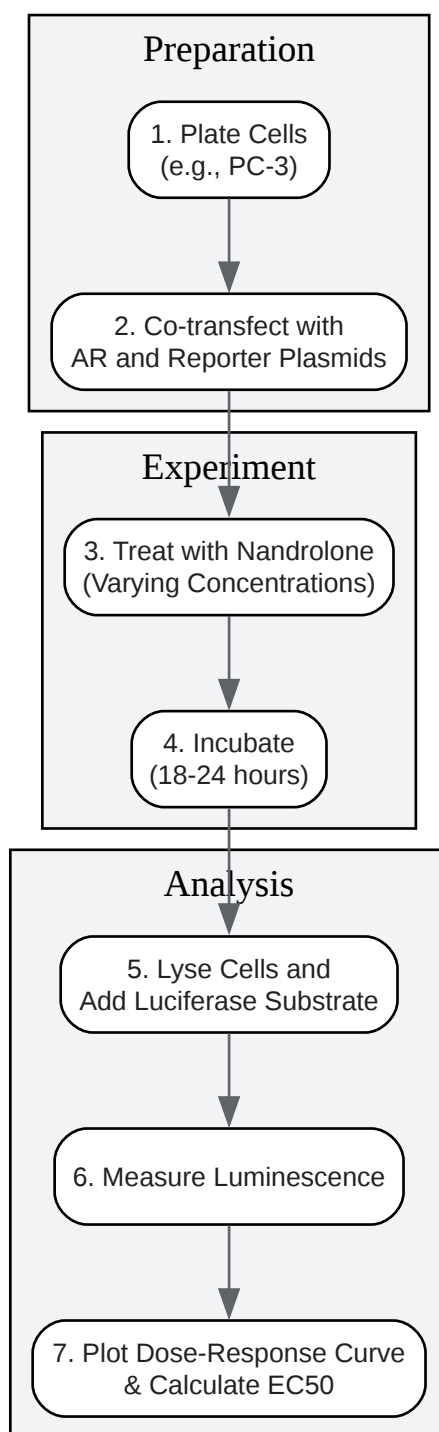 Preparation
1. Plate Cells
(e.g., PC-3)
2. Co-transfect with
AR and Reporter Plasmids
Experiment
3. Treat with Nandrolone
(Varying Concentrations)
4. Incubate
(18-24 hours)
Analysis
5. Lyse Cells and
Add Luciferase Substrate
6. Measure Luminescence
7. Plot Dose-Response Curve
& Calculate EC50